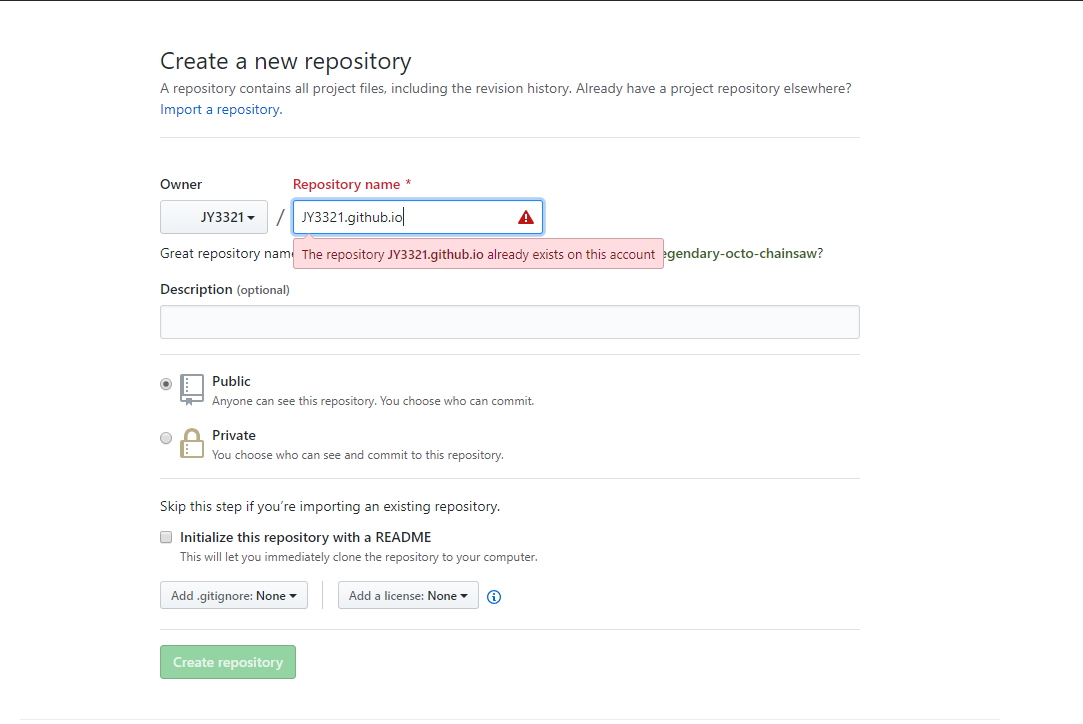 Create a new repository
A repository contains all project files, including the revision history. Already have a project repository elsewhere?
Import a repository.
Owner
Repository name *
JY3321
/
JY3321.github.io
Great repository
The repository JY3321.github.io already exists on this account
egendary-octo-chainsaw?
Description (optional)
Public
Anyone can see this repository. You choose who can commit.
Private
You choose who can see and commit to this repository.
Skip this step if you’re importing an existing repository.
Initialize this repository with a README
This will let you immediately clone the repository to your computer.
Add .gitignore: None
Add a license: None
Create repository